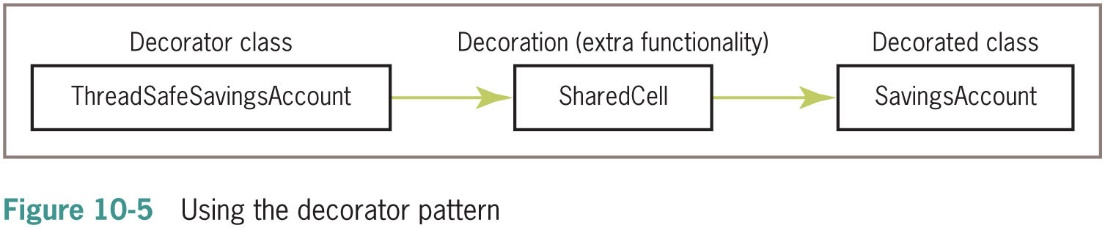 Decorator class
Decoration (extra functionality)
Decorated class
ThreadSafeSavingsAccount
SharedCell
SavingsAccount
Figure 10-5 Using the decorator pattern